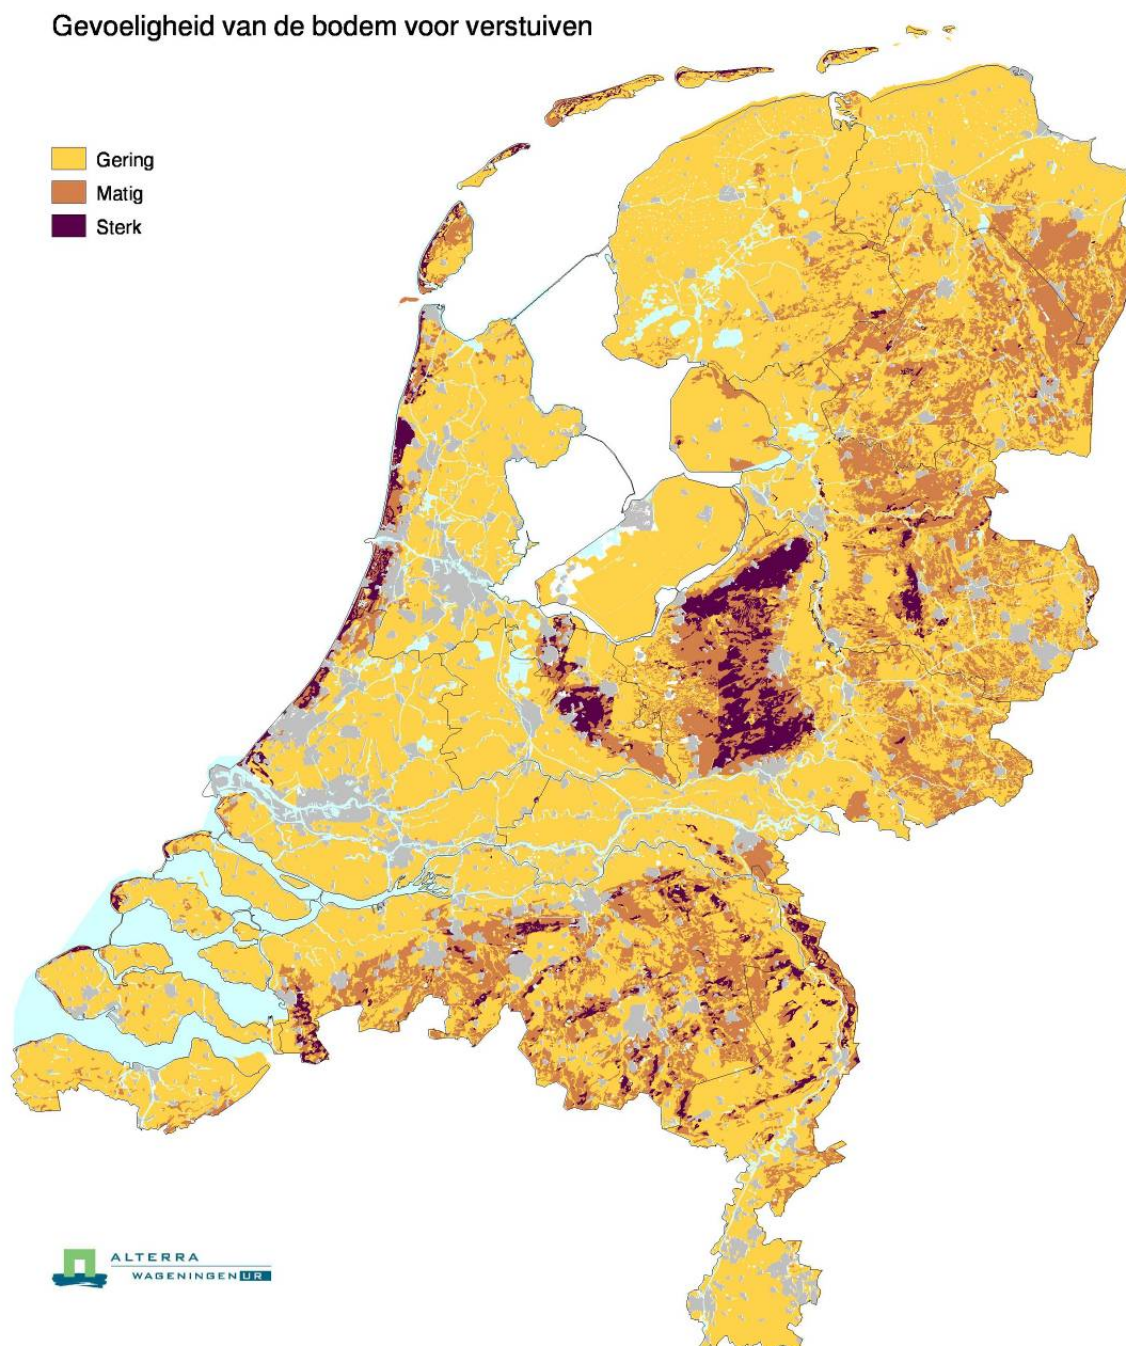 Gevoeligheid van de bodem voor verstuiven
Gering
Matig
Sterk
ALTERRA
WAGENINGEN UR